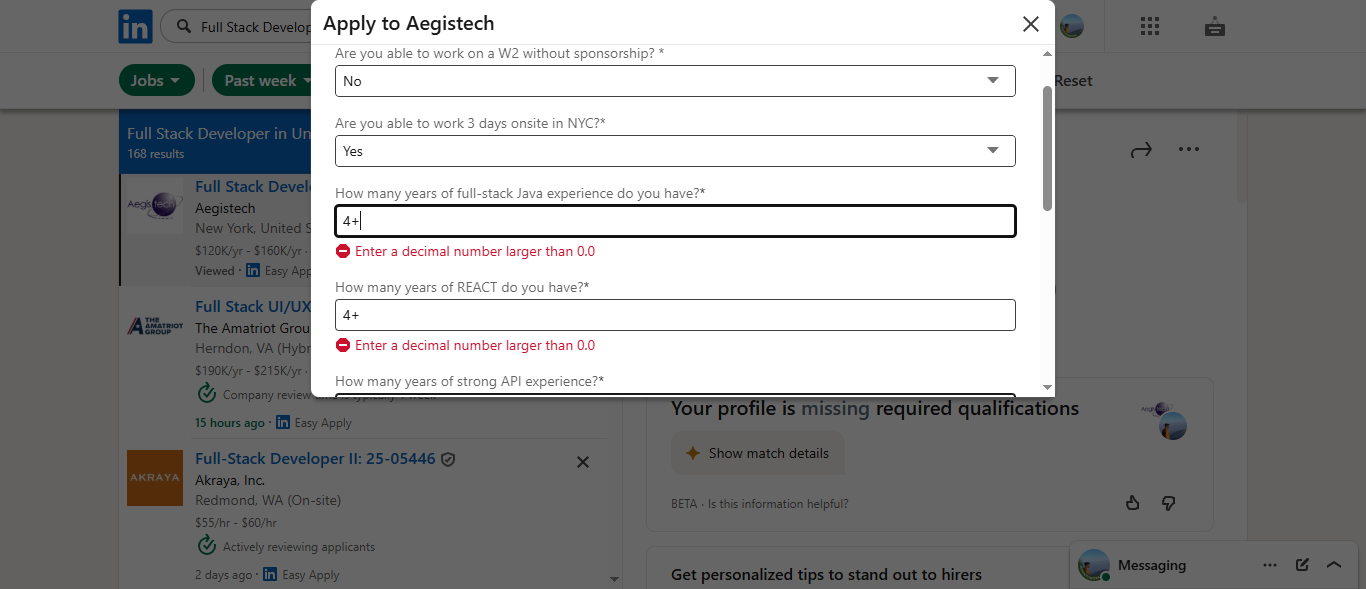 in
Full Stack Develop
Jobs
Past week
Reset
Apply to Aegistech
Are you able to work on a W2 without sponsorship? *
No
Are you able to work 3 days onsite in NYC?*
Yes
How many years of full-stack Java experience do you have?*
4+
Enter a decimal number larger than 0.0
How many years of REACT do you have?*
4+
Enter a decimal number larger than 0.0
How many years of strong API experience?*
Full Stack Developer in Un
168 results
Aegistech
Full Stack Devel
Aegistech
New York, United S
$120K/yr - $160K/yr ·
Viewed · in Easy App
THE AMATRIOT GROUP
Full Stack UI/UX
The Amatriot Grou
Herndon, VA (Hybr
$190K/yr - $215K/yr ·
Company review
15 hours ago · in Easy Apply
AKRAYA
Full-Stack Developer II: 25-05446
Akraya, Inc.
Redmond, WA (On-site)
$55/hr - $60/hr
Actively reviewing applicants
2 days ago · in Easy Apply
Your profile is missing required qualifications
Show match details
BETA · Is this information helpful?
Get personalized tips to stand out to hirers
Messaging